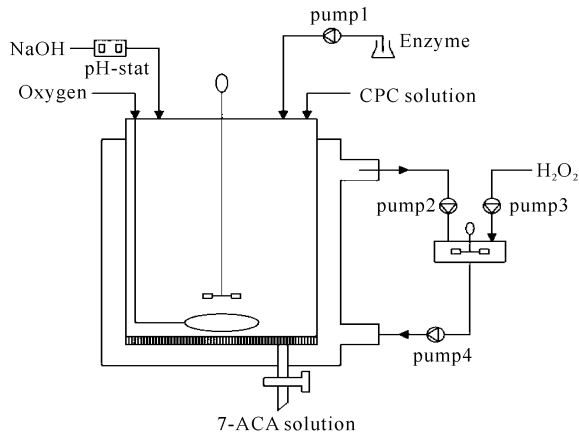 pump1
NaOH
Enzyme
pH-stat
Oxygen
CPC solution
H₂O₂
pump2
pump3
pump4
7-ACA solution